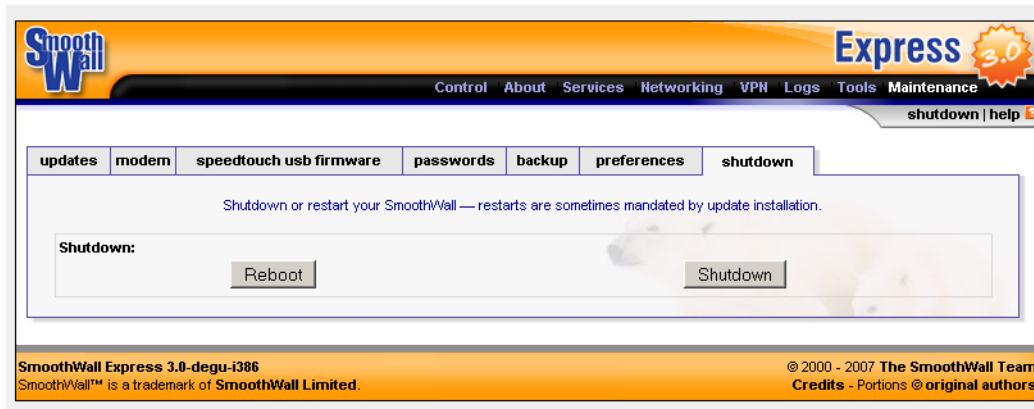 Smooth
Wall
Express 3.0
Control About Services Networking VPN Logs Tools Maintenance
shutdown | help ?
updates modem speedtouch usb firmware passwords backup preferences shutdown
Shutdown or restart your SmoothWall — restarts are sometimes mandated by update installation.
Shutdown:
Reboot Shutdown
SmoothWall Express 3.0-degu-i386 © 2000 - 2007 The SmoothWall Team
SmoothWall™ is a trademark of SmoothWall Limited. Credits - Portions © original authors